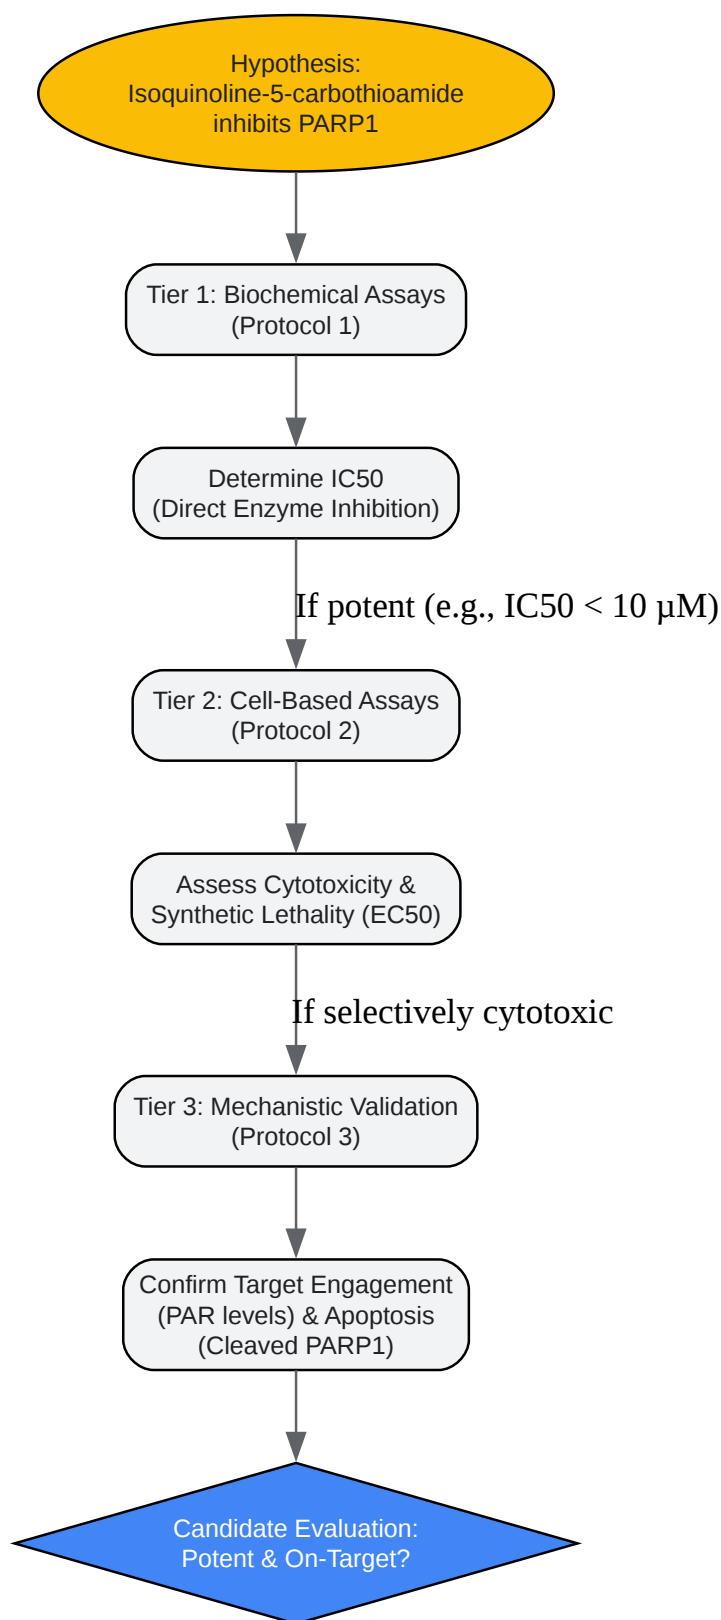 Hypothesis:
Isoquinoline-5-carbothioamide
inhibits PARP1
Tier 1: Biochemical Assays
(Protocol 1)
Determine IC50
(Direct Enzyme Inhibition)
If potent (e.g., IC50 < 10 µM)
Tier 2: Cell-Based Assays
(Protocol 2)
Assess Cytotoxicity &
Synthetic Lethality (EC50)
If selectively cytotoxic
Tier 3: Mechanistic Validation
(Protocol 3)
Confirm Target Engagement
(PAR levels) & Apoptosis
(Cleaved PARP1)
Candidate Evaluation:
Potent & On-Target?